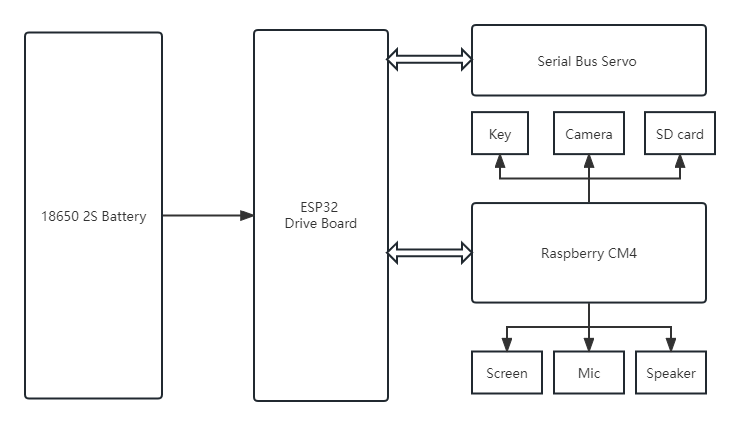 18650 2S Battery
ESP32
Drive Board
Serial Bus Servo
Key
Camera
SD card
Raspberry CM4
Screen
Mic
Speaker